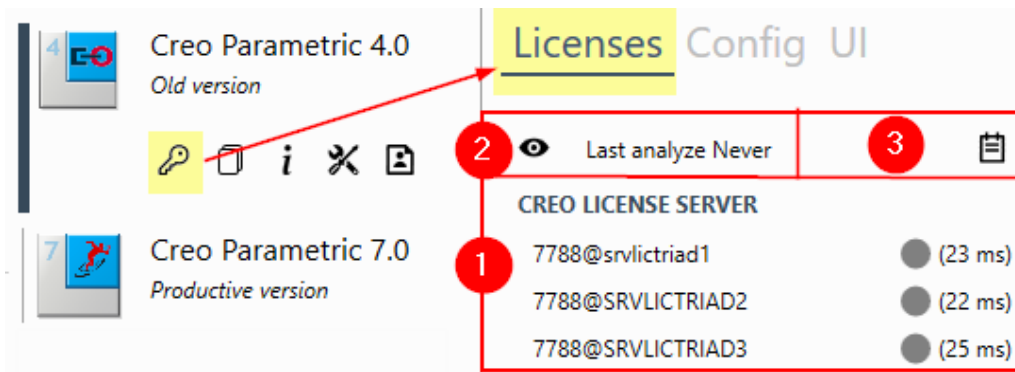 4
Creo Parametric 4.0
Old version
7
Creo Parametric 7.0
Productive version
Licenses Config UI
2 Last analyze Never 3
CREO LICENSE SERVER
1
7788@srvlictriad1 (23 ms)
7788@SRVLICTRIAD2 (22 ms)
7788@SRVLICTRIAD3 (25 ms)